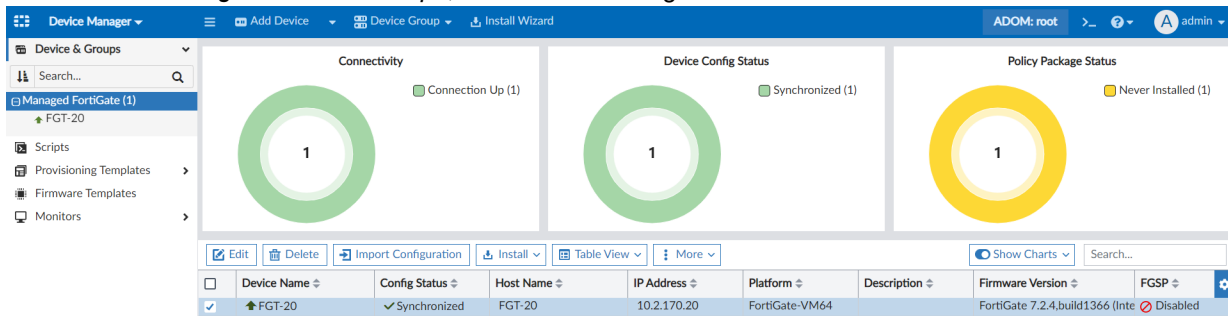 Device Manager
Add Device
Device Group
Install Wizard
ADOM: root
>_
?
A
admin
Device & Groups
Search...
Managed FortiGate (1)
FGT-20
Scripts
Provisioning Templates
Firmware Templates
Monitors
Connectivity
Connection Up (1)
1
Device Config Status
Synchronized (1)
1
Policy Package Status
Never Installed (1)
1
Edit
Delete
Import Configuration
Install
Table View
More
Show Charts
Search...
Device Name
Config Status
Host Name
IP Address
Platform
Description
Firmware Version
FGSP
FGT-20
Synchronized
FGT-20
10.2.170.20
FortiGate-VM64
FortiGate 7.2.4,build1366 (Inte
Disabled